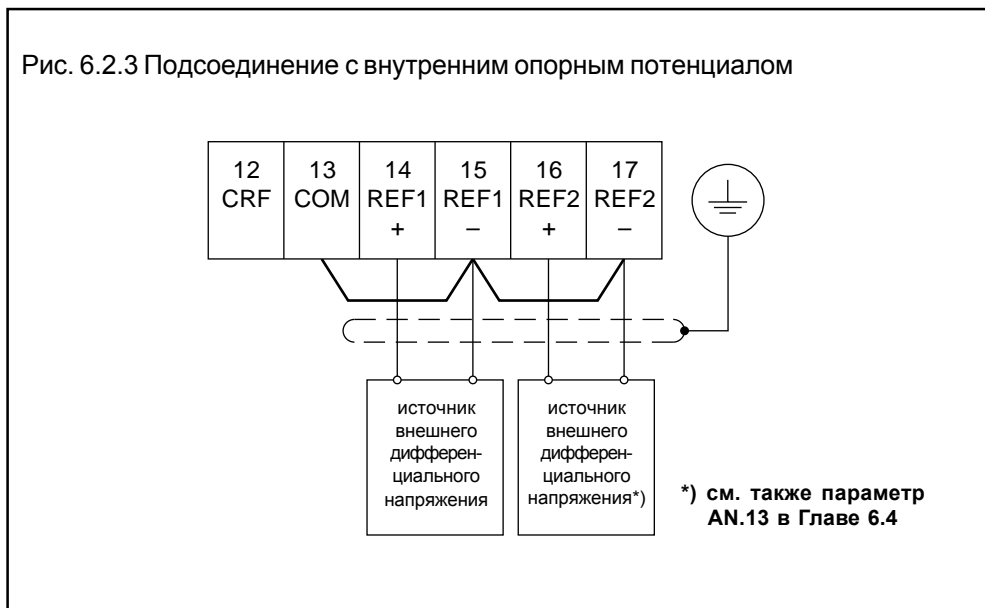 Рис. 6.2.3 Подсоединение с внутренним опорным потенциалом
12 13 14 15 16 17
CRF COM REF1 REF1 REF2 REF2
+ – + –
источник
внешнего
дифферен-
циального
напряжения
источник
внешнего
дифферен-
циального
напряжения*)
*) см. также параметр
AN.13 в Главе 6.4